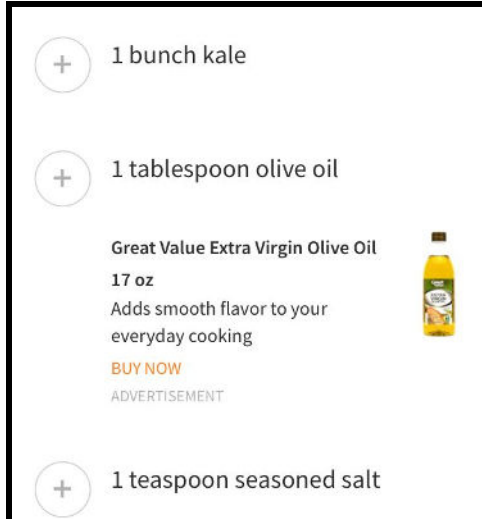 1 bunch kale
1 tablespoon olive oil
Great Value Extra Virgin Olive Oil
17 oz
Adds smooth flavor to your
everyday cooking
BUY NOW
ADVERTISEMENT
1 teaspoon seasoned salt